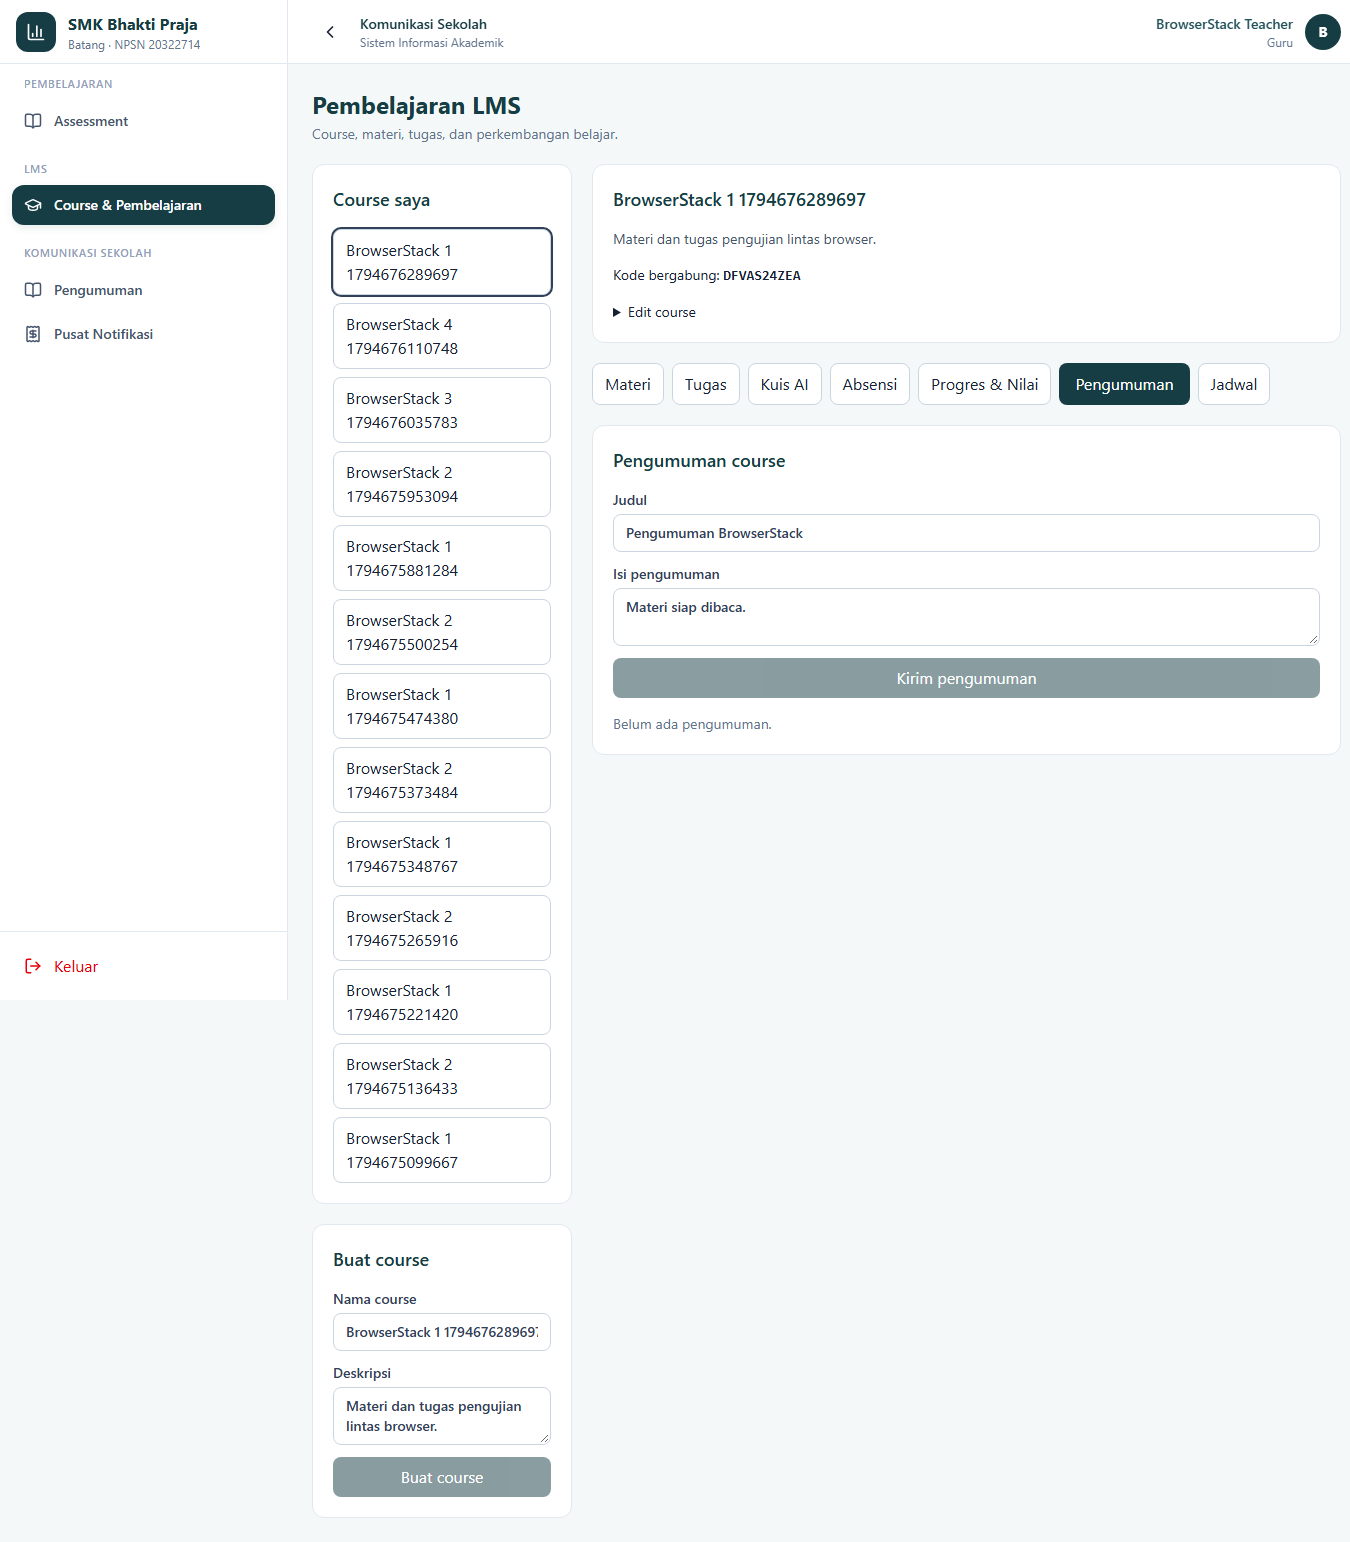 SMK Bhakti Praja
Batang · NPSN 20322714
PEMBELAJARAN
Assessment
LMS
Course & Pembelajaran
KOMUNIKASI SEKOLAH
Pengumuman
Pusat Notifikasi
Keluar
Komunikasi Sekolah
Sistem Informasi Akademik
BrowserStack Teacher
Guru
B
Pembelajaran LMS
Course, materi, tugas, dan perkembangan belajar.
Course saya
BrowserStack 1
1794676289697
BrowserStack 4
1794676110748
BrowserStack 3
1794676035783
BrowserStack 2
1794675953094
BrowserStack 1
1794675881284
BrowserStack 2
1794675500254
BrowserStack 1
1794675474380
BrowserStack 2
1794675373484
BrowserStack 1
1794675348767
BrowserStack 2
1794675265916
BrowserStack 1
1794675221420
BrowserStack 2
1794675136433
BrowserStack 1
1794675099667
Buat course
Nama course
BrowserStack 1 1794676289697
Deskripsi
Materi dan tugas pengujian
lintas browser.
Buat course
BrowserStack 1 1794676289697
Materi dan tugas pengujian lintas browser.
Kode bergabung: DFVAS24ZEA
Edit course
Materi
Tugas
Kuis AI
Absensi
Progres & Nilai
Pengumuman
Jadwal
Pengumuman course
Judul
Pengumuman BrowserStack
Isi pengumuman
Materi siap dibaca.
Kirim pengumuman
Belum ada pengumuman.